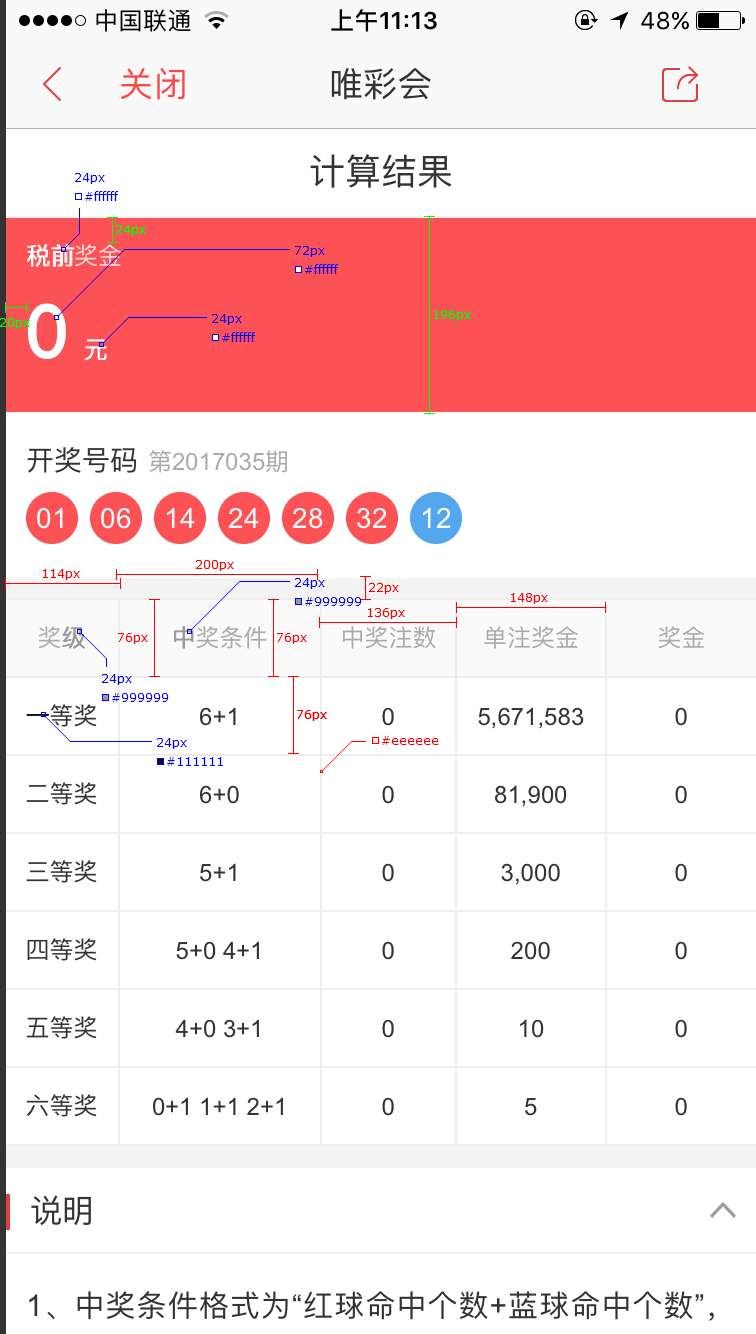 中国联通 上午11:13 48%
关闭 唯彩会
计算结果
24px
#ffffff
24px
税前奖金
72px
#ffffff
196px
20px
24px
#ffffff
0 元
开奖号码 第2017035期
01 06 14 24 28 32 12
114px 200px
24px 22px
#999999
148px
136px
奖级 中奖条件 中奖注数 单注奖金 奖金
76px 76px
24px
#999999
一等奖 6+1 0 5,671,583 0
76px
24px #eeeeee
#111111
二等奖 6+0 0 81,900 0
三等奖 5+1 0 3,000 0
四等奖 5+0 4+1 0 200 0
五等奖 4+0 3+1 0 10 0
六等奖 0+1 1+1 2+1 0 5 0
说明
1、中奖条件格式为“红球命中个数+蓝球命中个数”,